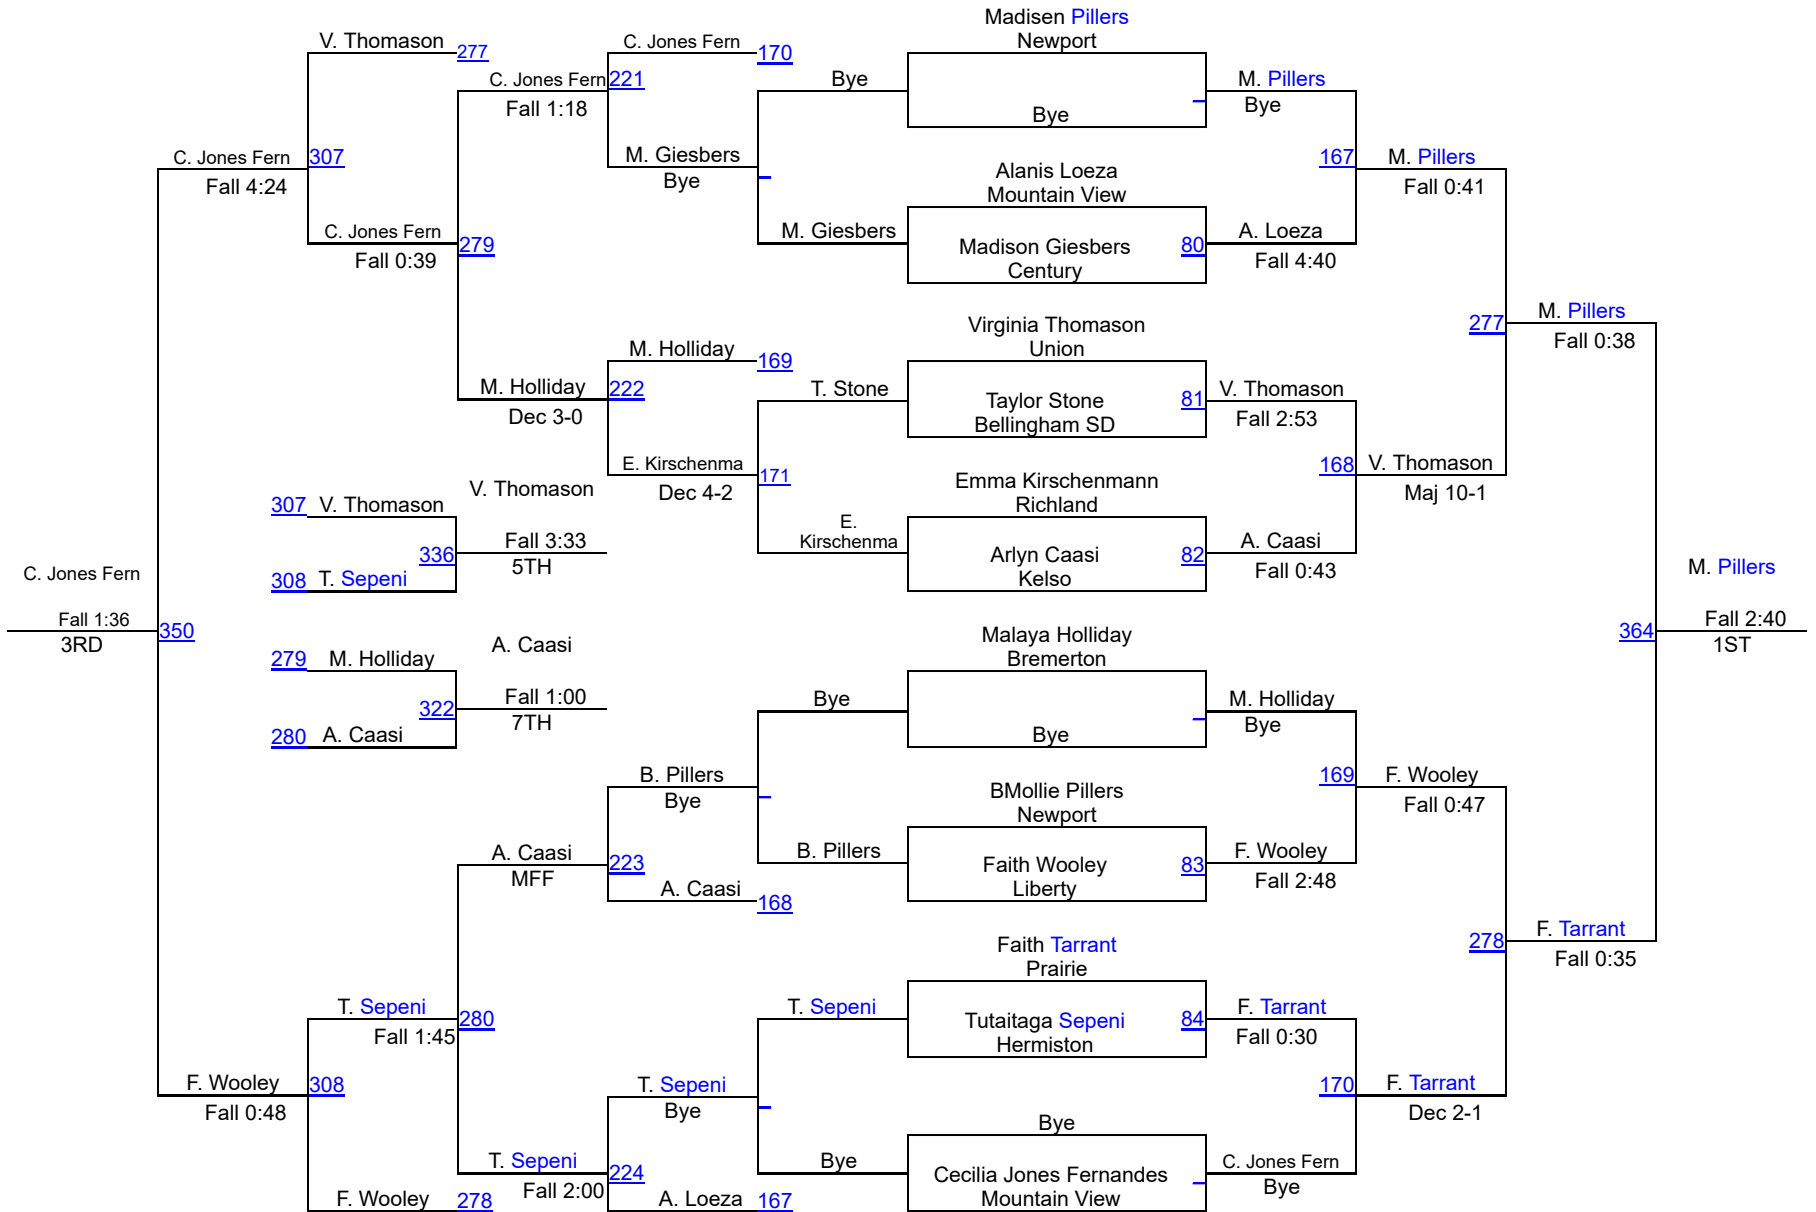 Madisen Pillers
V. Thomason
277
C. Jones Fern
170
Newport
C. Jones Fern
221
Bye
M. Pillers
Fall 1:18
Bye
Bye
M. Giesbers
C. Jones Fern
307
Bye
Alanis Loeza
167
M. Pillers
Fall 4:24
Mountain View
Fall 0:41
C. Jones Fern
279
M. Giesbers
Madison Giesbers
80
A. Loeza
Fall 0:39
Century
Fall 4:40
Virginia Thomason
277
M. Pillers
M. Holliday
169
Union
Fall 0:38
M. Holliday
222
T. Stone
Taylor Stone
81
V. Thomason
Dec 3-0
Bellingham SD
Fall 2:53
E. Kirschenma
171
168
V. Thomason
V. Thomason
Dec 4-2
Emma Kirschenmann
Maj 10-1
307
V. Thomason
Richland
336
Fall 3:33
E.
Kirschenma
Arlyn Caasi
82
A. Caasi
5TH
Kelso
Fall 0:43
C. Jones Fern
308
T. Sepeni
M. Pillers
Fall 1:36
350
Malaya Holliday
364
Fall 2:40
3RD
A. Caasi
Bremerton
1ST
279
M. Holliday
322
Fall 1:00
Bye
M. Holliday
7TH
Bye
Bye
280
A. Caasi
B. Pillers
BMollie Pillers
169
F. Wooley
Bye
Newport
Fall 0:47
A. Caasi
223
B. Pillers
Faith Wooley
83
F. Wooley
MFF
A. Caasi
168
Liberty
Fall 2:48
Faith Tarrant
278
F. Tarrant
Prairie
Fall 0:35
T. Sepeni
280
T. Sepeni
Tutaitaga Sepeni
84
F. Tarrant
Fall 1:45
Hermiston
Fall 0:30
F. Wooley
308
T. Sepeni
170
F. Tarrant
Fall 0:48
Bye
Bye
Dec 2-1
T. Sepeni
224
Bye
Cecilia Jones Fernandes
C. Jones Fern
Fall 2:00
Mountain View
Bye
F. Wooley
278
A. Loeza
167